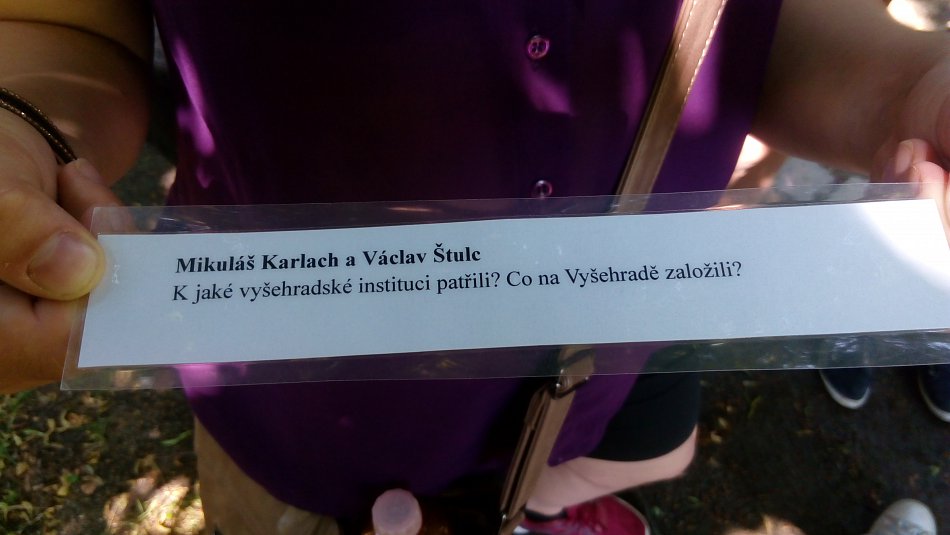 Mikuláš Karlach a Václav Štulc
K jaké vyšehradské instituci patřili? Co na Vyšehradě založili?